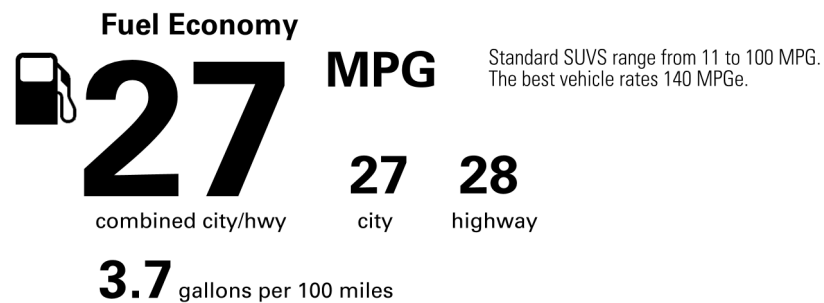 Fuel Economy
27
MPG
Standard SUVS range from 11 to 100 MPG.
The best vehicle rates 140 MPGe.
combined city/hwy
27
city
28
highway
3.7 gallons per 100 miles